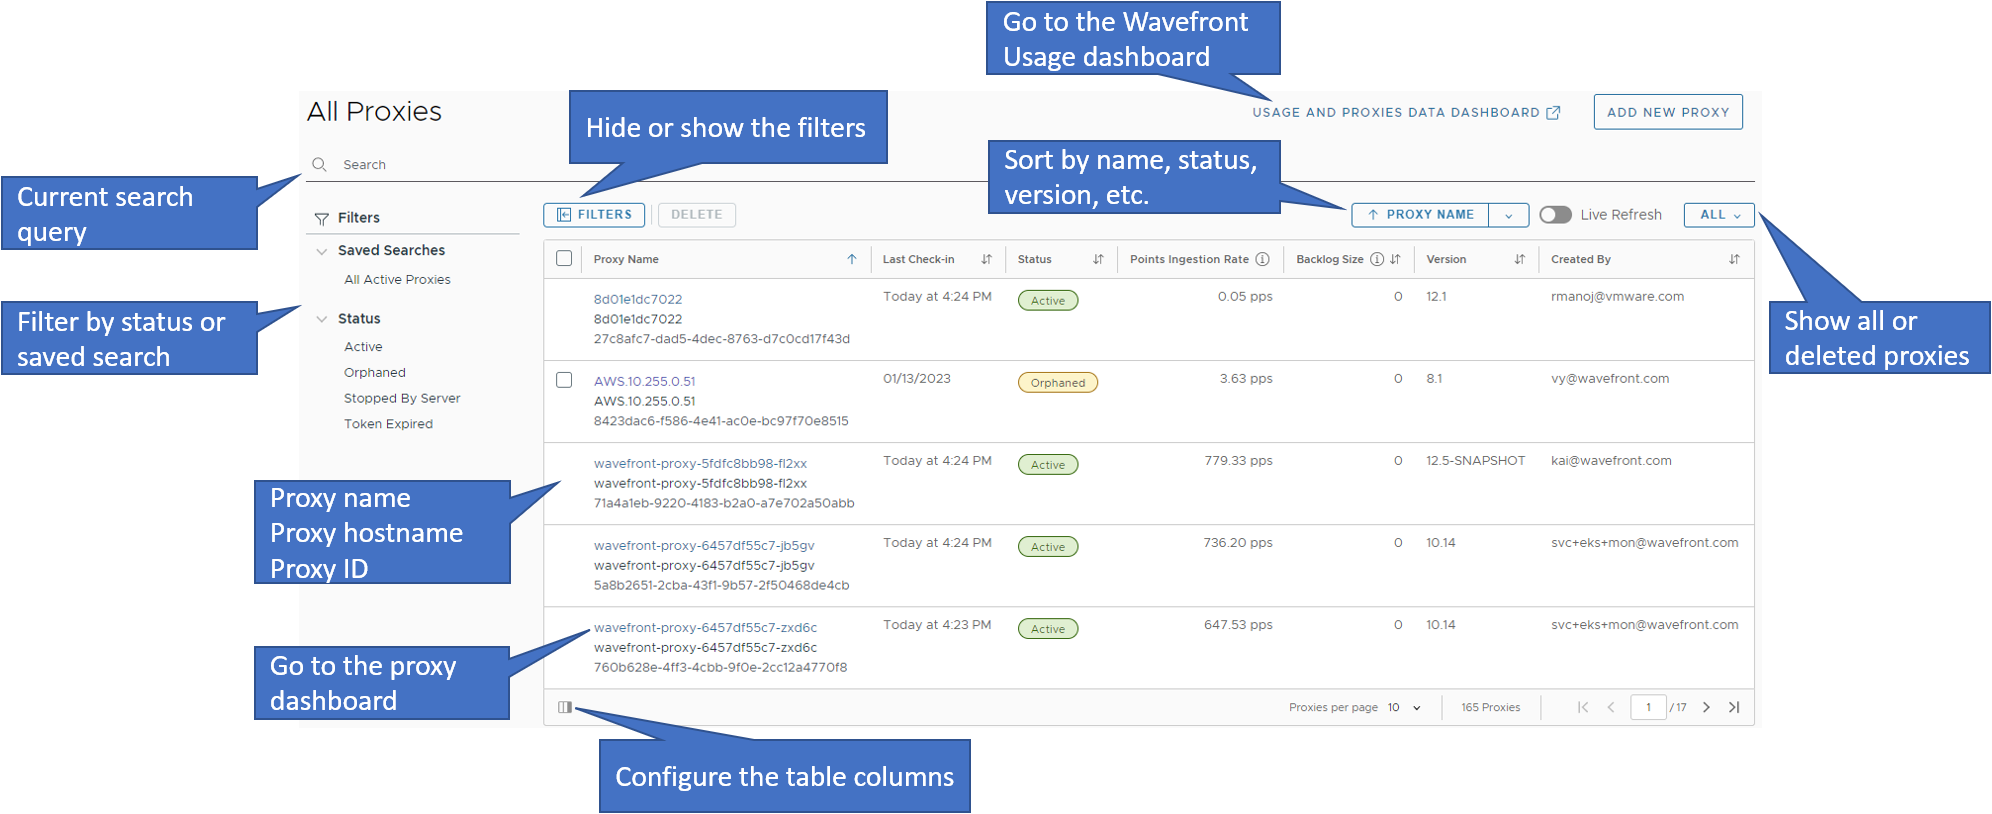 Go to the Wavefront
Usage dashboard
All Proxies
Hide or show the filters
USAGE AND PROXIES DATA DASHBOARD
ADD NEW PROXY
Search
Sort by name, status,
version, etc.
Current search
query
Filters
FILTERS
DELETE
PROXY NAME
Live Refresh
ALL
Saved Searches
All Active Proxies
Filter by status or
saved search
Status
Active
Orphaned
Stopped By Server
Token Expired
Show all or
deleted proxies
Proxy Name
Last Check-in
Status
Points Ingestion Rate
Backlog Size
Version
Created By
8d01e1dc7022
Today at 4:24 PM
Active
0.05 pps
0
12.1
rmanoj@vmware.com
8d01e1dc7022
27c8afc7-dad5-4dec-8763-d7c0cd17f43d
AWS.10.255.0.51
01/13/2023
Orphaned
3.63 pps
0
8.1
vy@wavefront.com
AWS.10.255.0.51
8423dac6-f586-4e41-ac0e-bc97f70e8515
wavefront-proxy-5fdfc8bb98-fl2xx
Today at 4:24 PM
Active
779.33 pps
0
12.5-SNAPSHOT
kai@wavefront.com
wavefront-proxy-5fdfc8bb98-fl2xx
71a4a1eb-9220-4183-b2a0-a7e702a50abb
Proxy name
Proxy hostname
Proxy ID
wavefront-proxy-6457df55c7-jb5gv
Today at 4:24 PM
Active
736.20 pps
0
10.14
svc+eks+mon@wavefront.com
wavefront-proxy-6457df55c7-jb5gv
5a8b2651-2cba-43f1-9b57-2f50468de4cb
wavefront-proxy-6457df55c7-zxd6c
Today at 4:23 PM
Active
647.53 pps
0
10.14
svc+eks+mon@wavefront.com
wavefront-proxy-6457df55c7-zxd6c
760b628e-4ff3-4cbb-9f0e-2cc12a4770f8
Go to the proxy
dashboard
Proxies per page 10
165 Proxies
1 / 17
Configure the table columns